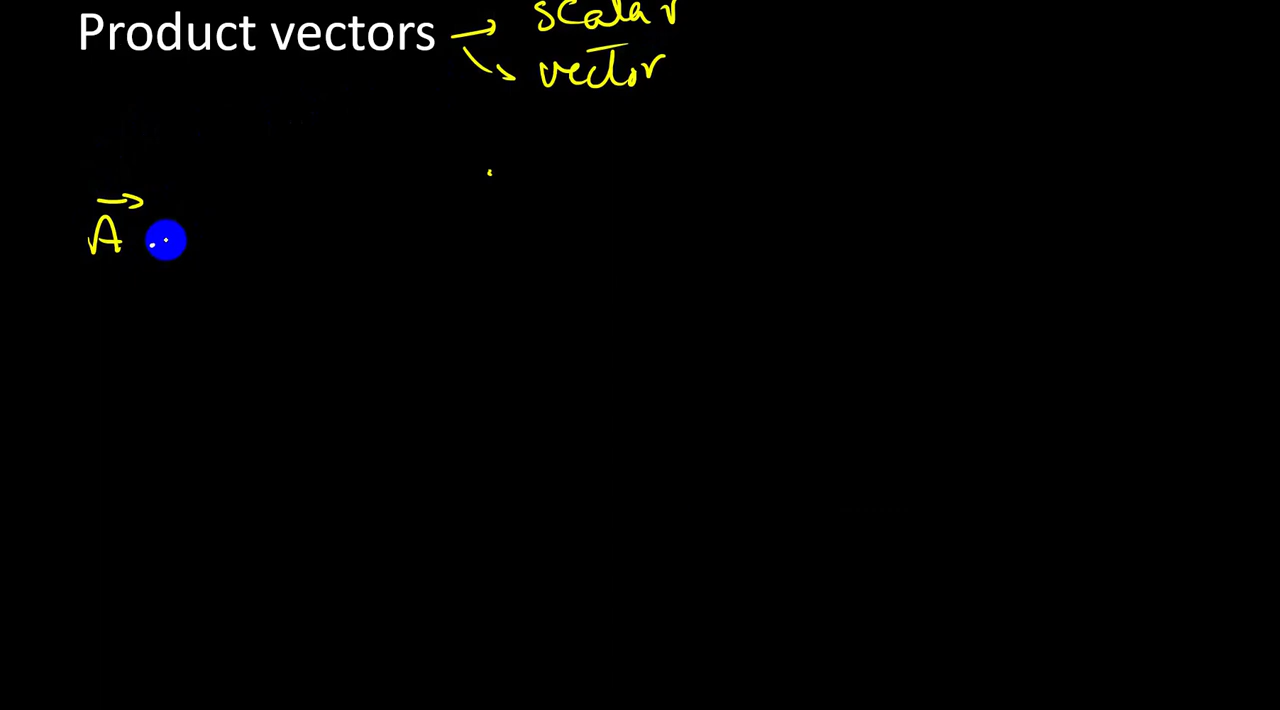 Product vectors → scalar
↘ vector
A⃗ .